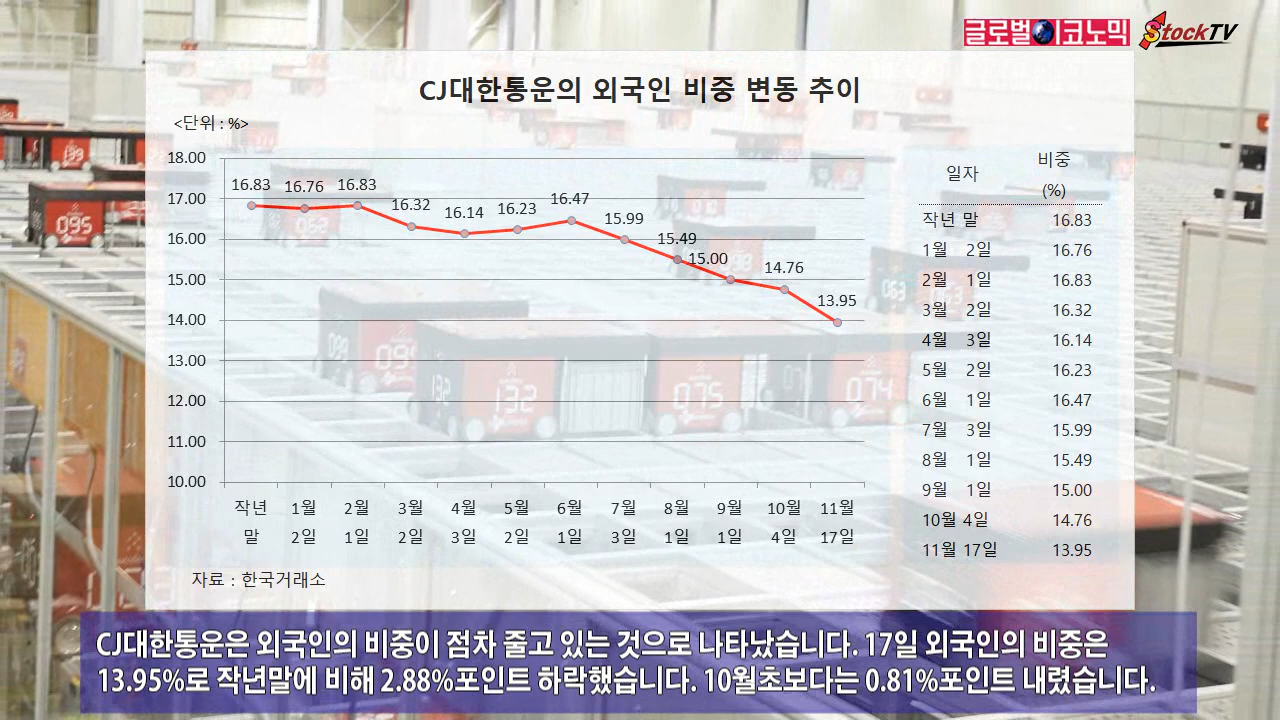 글로벌이코노믹 StockTV
CJ대한통운의 외국인 비중 변동 추이
<단위 : %>
18.00
17.00
16.00
15.00
14.00
13.00
12.00
11.00
10.00
16.83 16.76 16.83 16.32 16.14 16.23 16.47 15.99 15.49 15.00 14.76 13.95
작년 1월 2월 3월 4월 5월 6월 7월 8월 9월 10월 11월
말 2일 1일 2일 3일 2일 1일 3일 1일 1일 4일 17일
자료 : 한국거래소
일자 비중
(%)
작년 말 16.83
1월 2일 16.76
2월 1일 16.83
3월 2일 16.32
4월 3일 16.14
5월 2일 16.23
6월 1일 16.47
7월 3일 15.99
8월 1일 15.49
9월 1일 15.00
10월 4일 14.76
11월 17일 13.95
095
132
132
075
074
CJ대한통운은 외국인의 비중이 점차 줄고 있는 것으로 나타났습니다. 17일 외국인의 비중은
13.95%로 작년말에 비해 2.88%포인트 하락했습니다. 10월초보다는 0.81%포인트 내렸습니다.